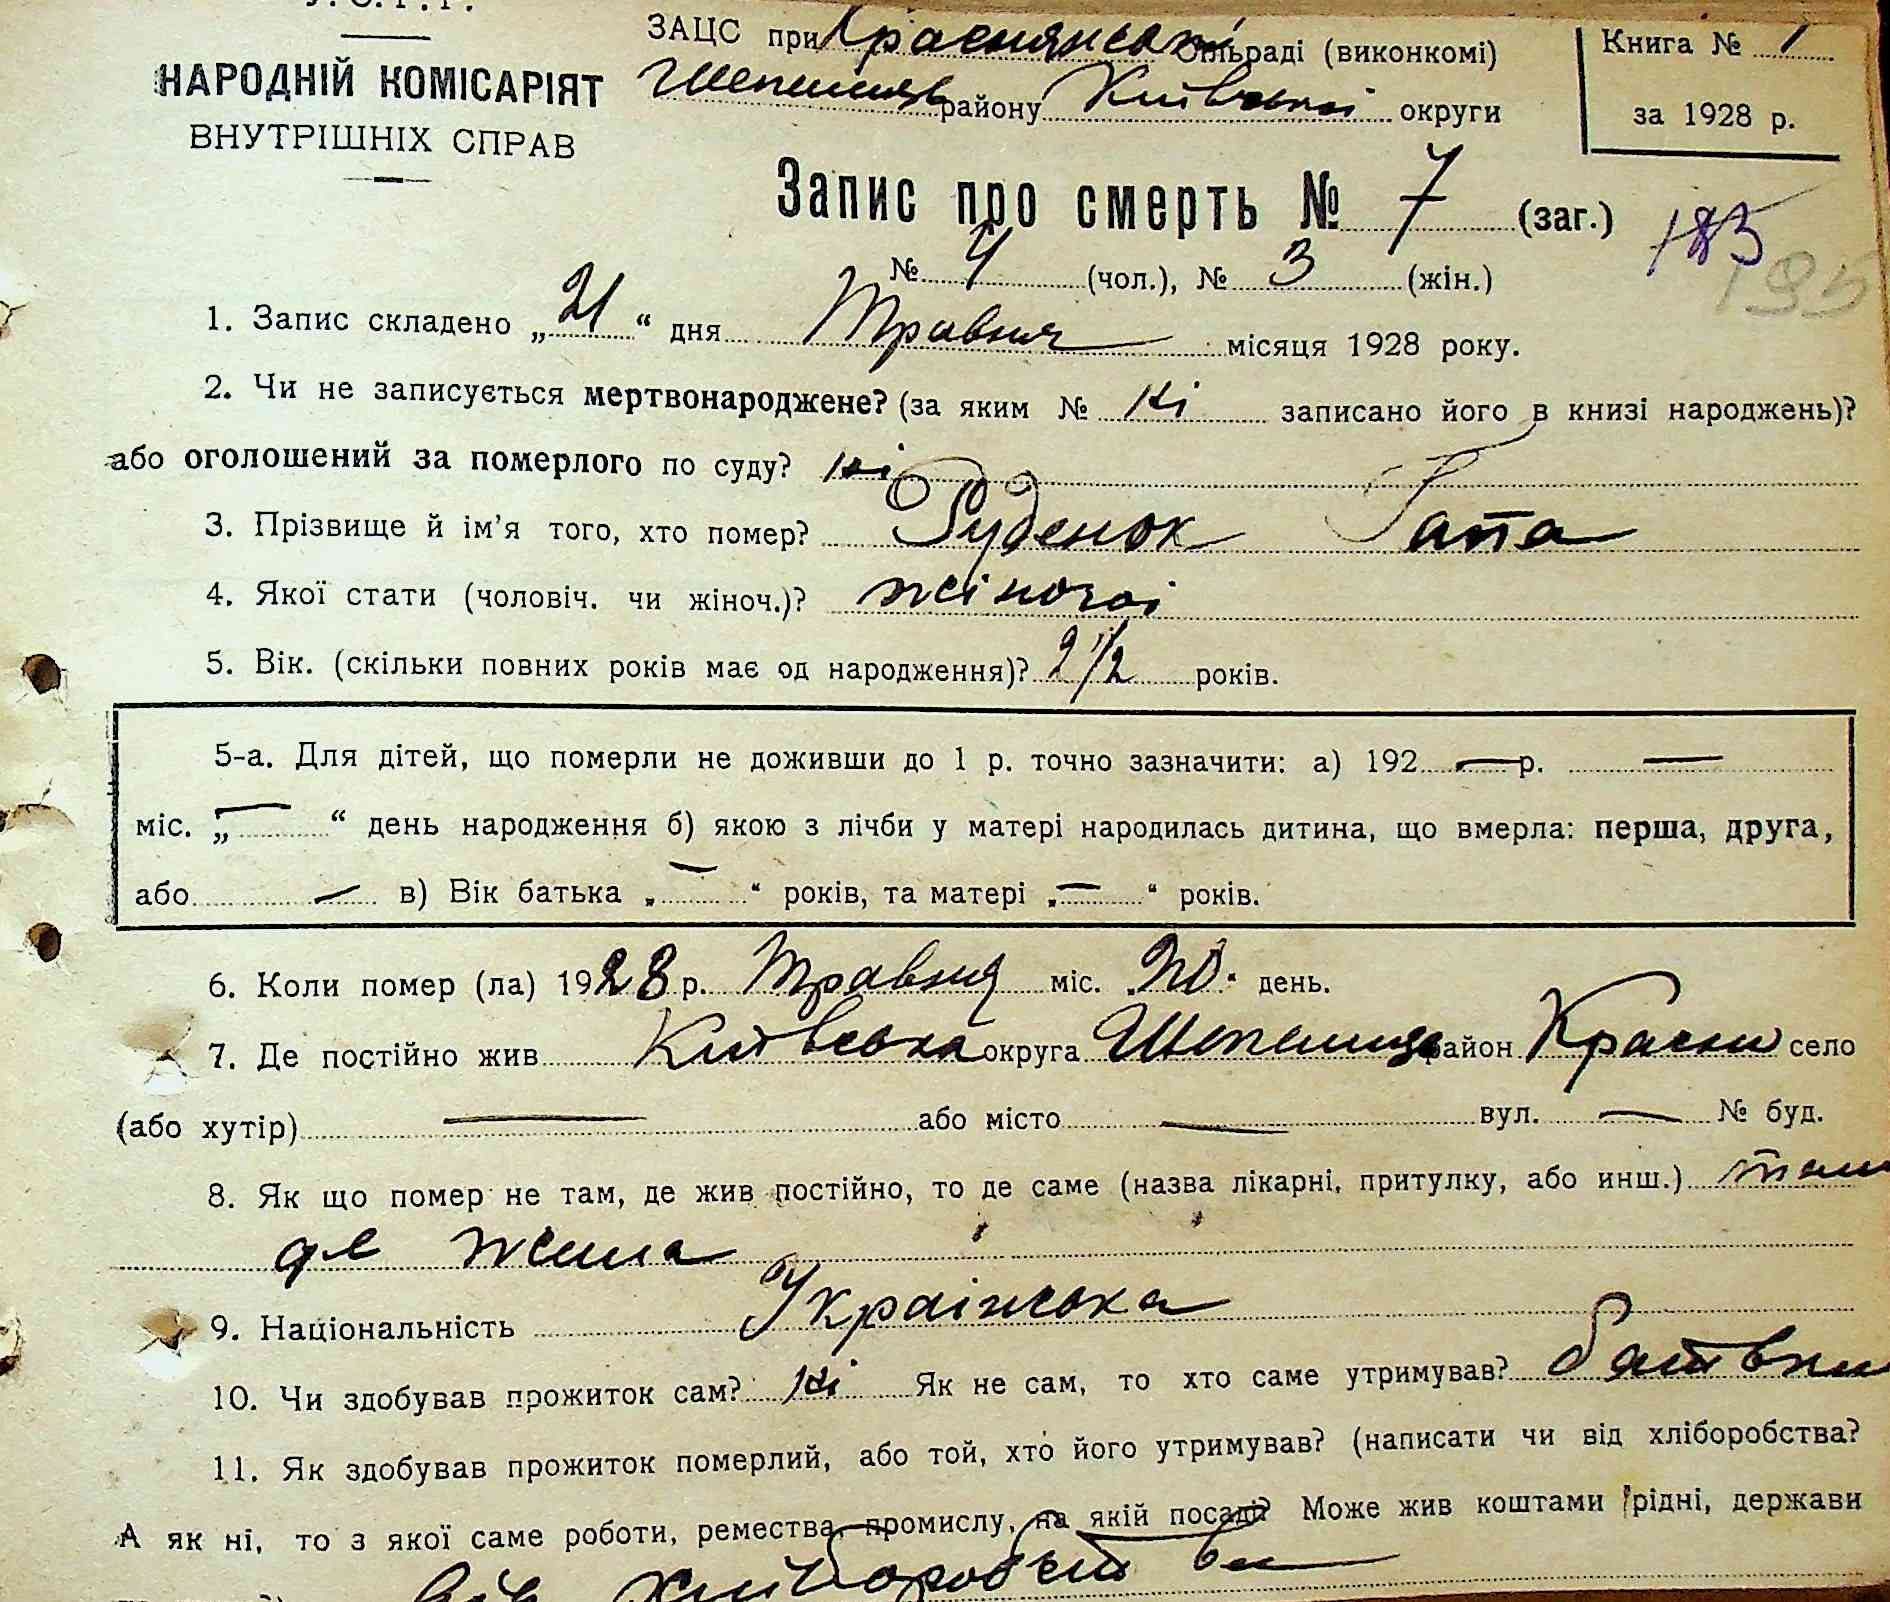 У.С.Р.Р.
НАРОДНІЙ КОМІСАРІЯТ
ВНУТРІШНІХ СПРАВ
ЗАЦС при Краснянській сільраді (виконкомі)
району Київської округи
Книга № 1
за 1928 р.
Запис про смерть № 7 (заг.)
183
195
№ 4 (чол.), № 3 (жін.)
1. Запис складено „21“ дня Травня місяця 1928 року.
2. Чи не записується мертвонароджене? (за яким № ні записано його в книзі народжень)?
або оголошений за померлого по суду? ні
3. Прізвище й ім'я того, хто помер? Руденок Гапа
4. Якої стати (чоловіч. чи жіноч.)? жіночої
5. Вік. (скільки повних років має од народження)? 2 1/2 років.
5-а. Для дітей, що померли не доживши до 1 р. точно зазначити: а) 192 — р. —
міс. „—“ день народження б) якою з лічби у матері народилась дитина, що вмерла: перша, друга,
або — в) Вік батька „—“ років, та матері „—“ років.
6. Коли помер (ла) 1928 р. Травня міс. „20“ день.
7. Де постійно жив Київська округа район Красни село
(або хутір) — або місто — вул. — № буд.
8. Як що помер не там, де жив постійно, то де саме (назва лікарні, притулку, або инш.) там
де жила
9. Національність Українська
10. Чи здобував прожиток сам? ні Як не сам, то хто саме утримував? батьки
11. Як здобував прожиток померлий, або той, хто його утримував? (написати чи від хліборобства?
А як ні, то з якої саме роботи, ремества, промислу, на якій посаді? Може жив коштами рідні, держави
від хліборобства